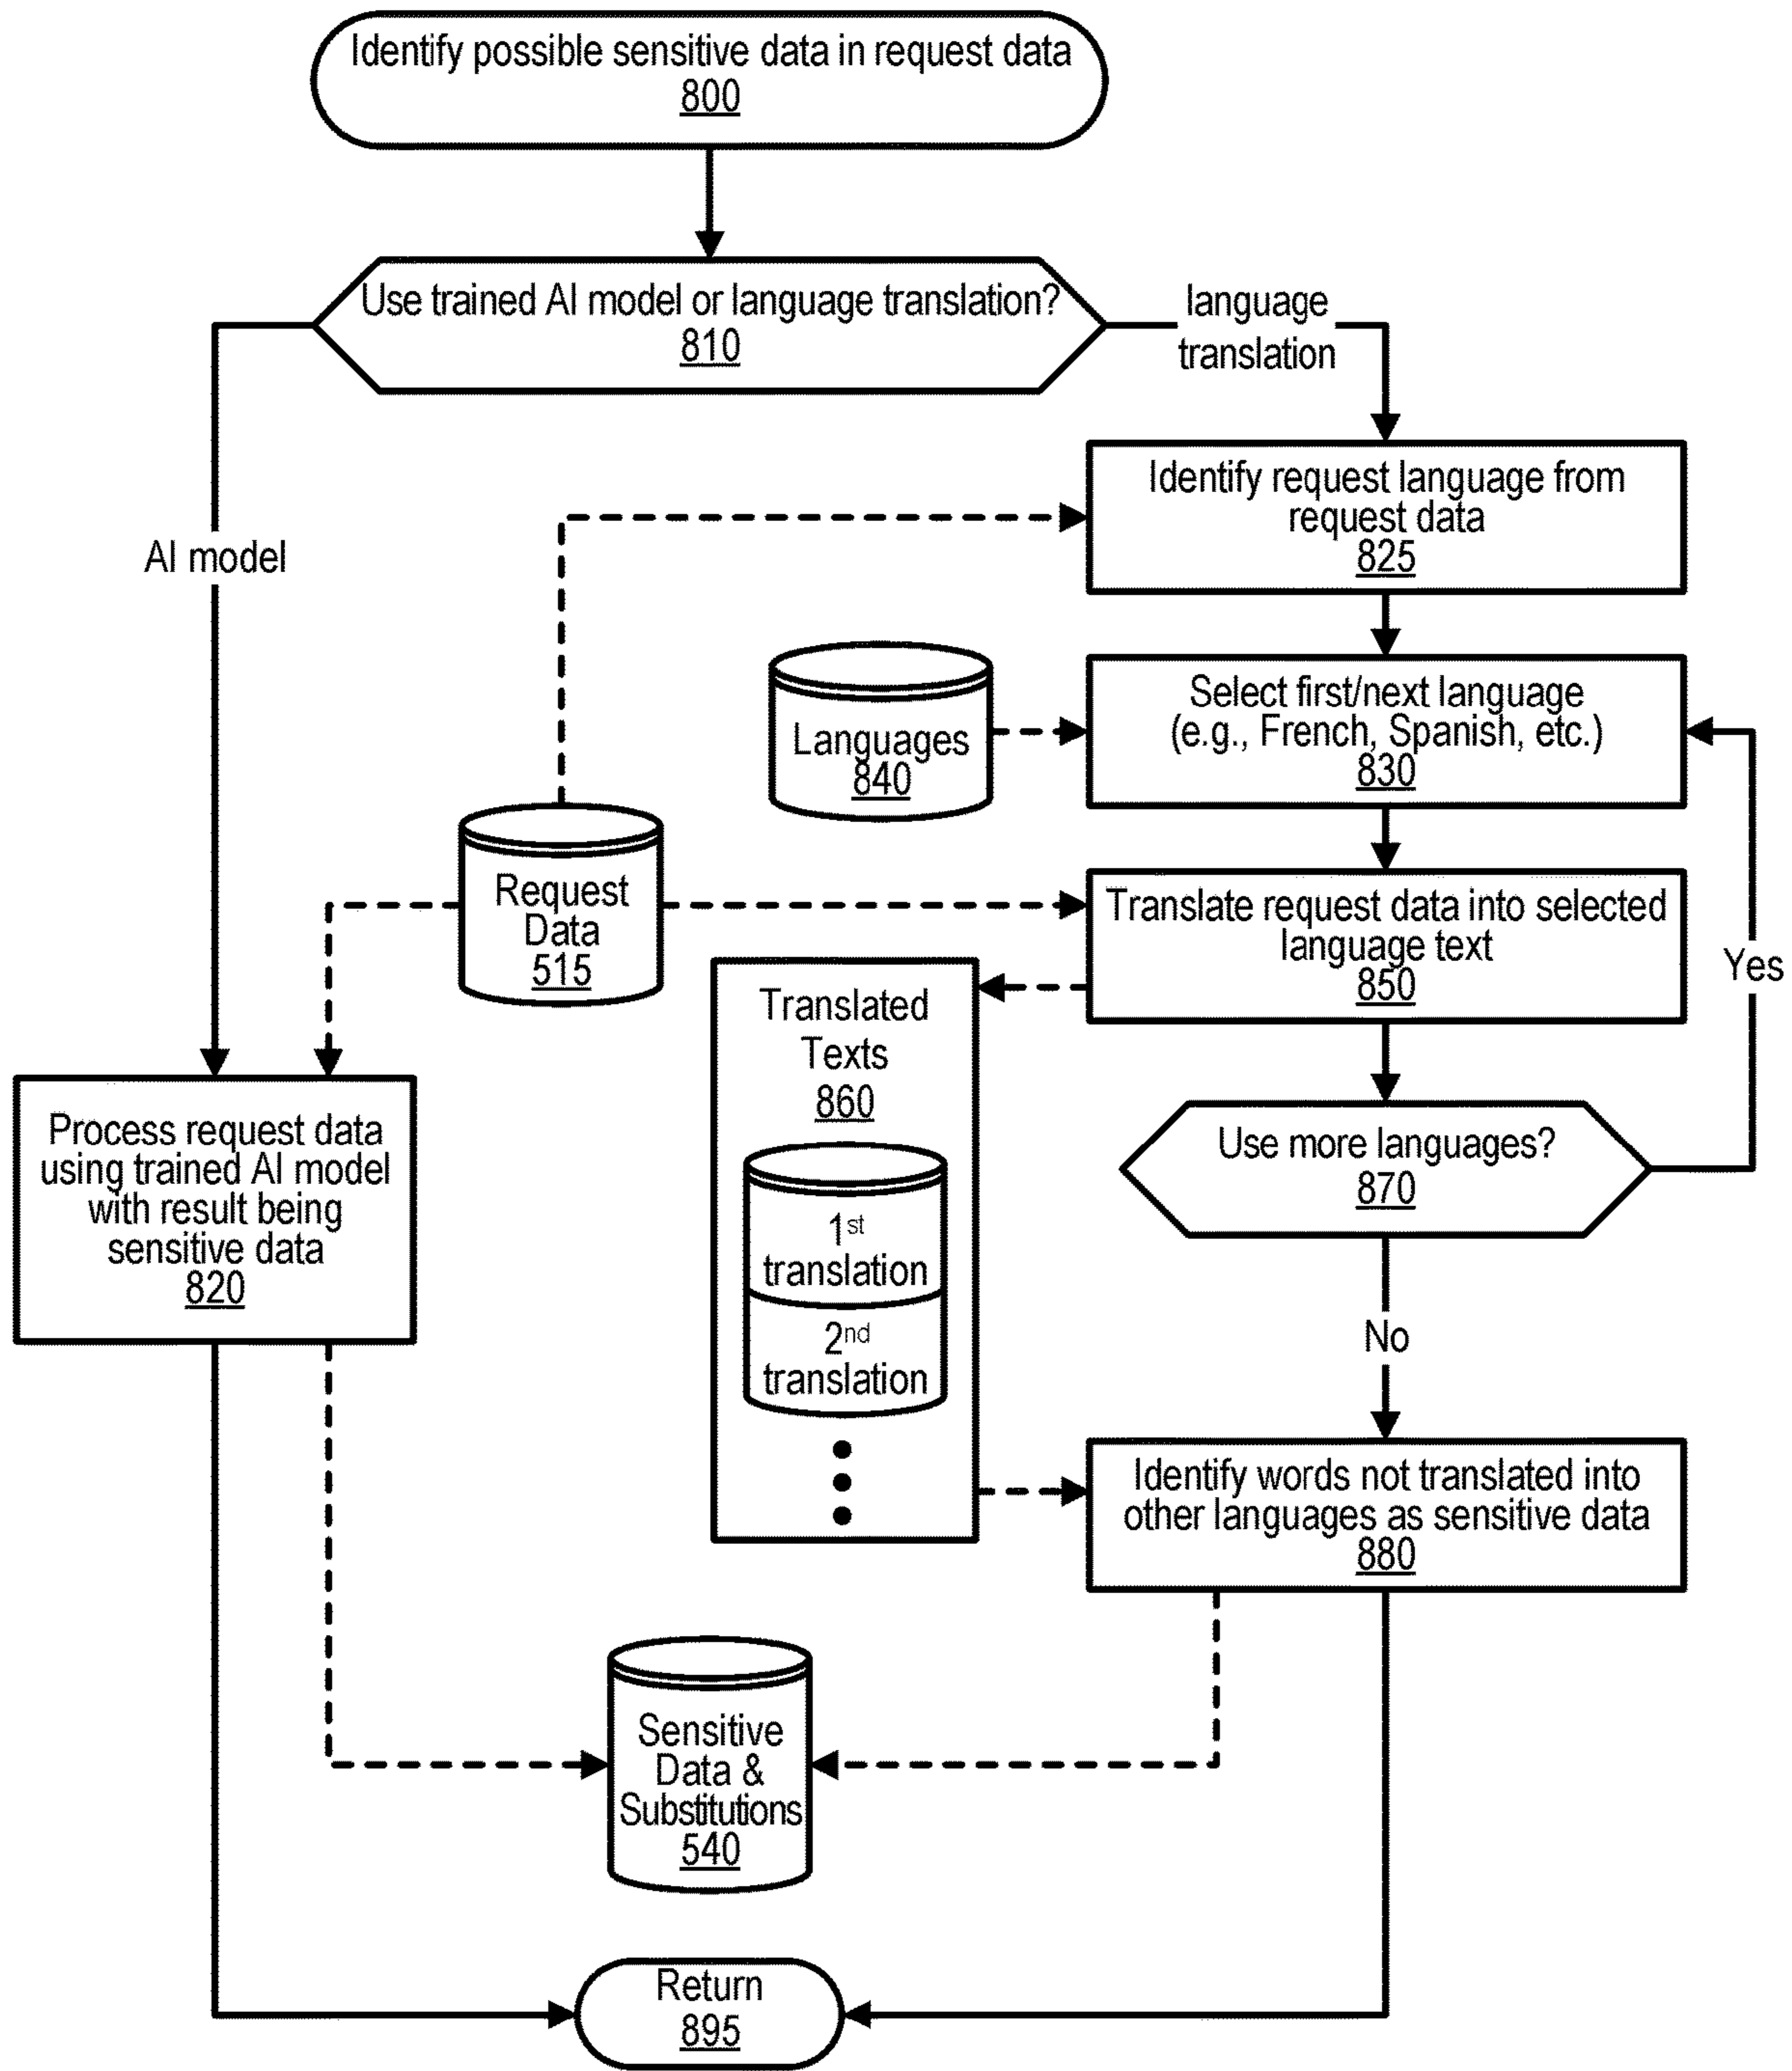 Identify possible sensitive data in request data
800
Use trained AI model or language translation?
810
language
translation
AI model
Identify request language from
request data
825
Select first/next language
(e.g., French, Spanish, etc.)
830
Languages
840
Request
Data
515
Translate request data into selected
language text
850
Yes
Translated
Texts
860
1st
translation
2nd
translation
Use more languages?
870
No
Process request data
using trained AI model
with result being
sensitive data
820
Identify words not translated into
other languages as sensitive data
880
Sensitive
Data &
Substitutions
540
Return
895